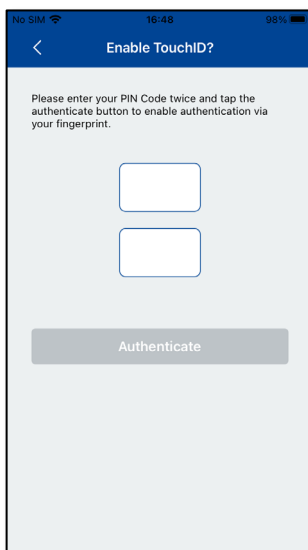 No SIM 16:48 98%
Enable TouchID?
Please enter your PIN Code twice and tap the
authenticate button to enable authentication via
your fingerprint.
Authenticate